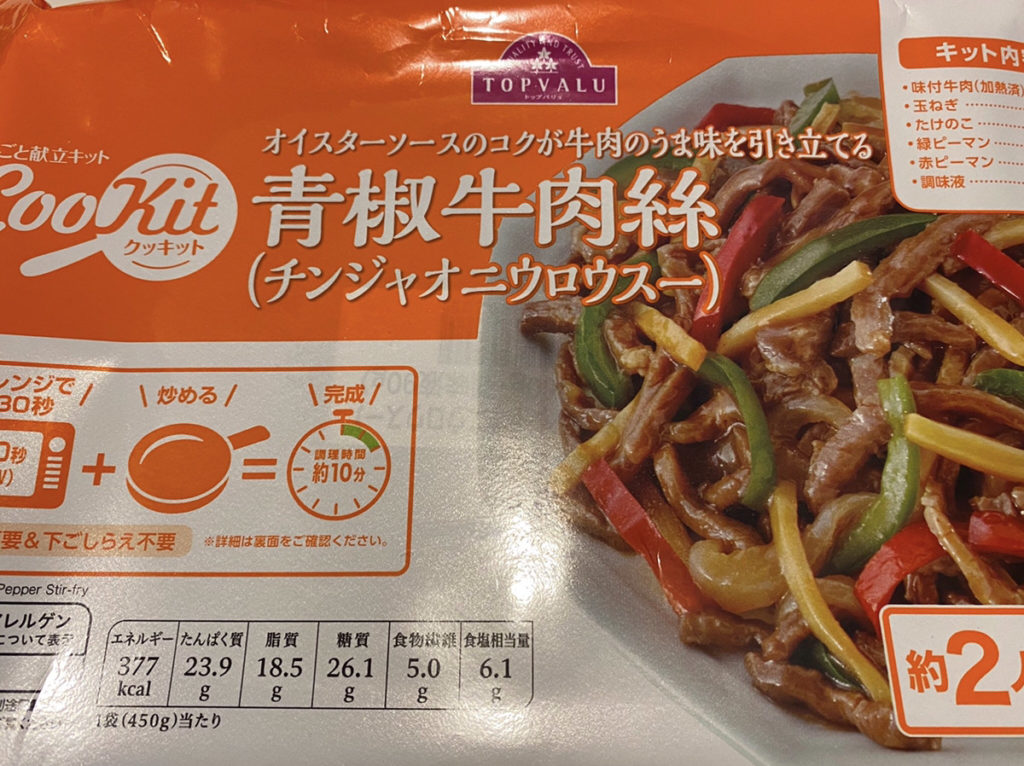 QUALITY AND TRUST
TOPVALU
トップバリュ
キット内
・味付牛肉(加熱済)
・玉ねぎ
・たけのこ
・緑ピーマン
・赤ピーマン
・調味液
ごと献立キット
CooKit
クッキット
オイスターソースのコクが牛肉のうま味を引き立てる
青椒牛肉絲
(チンジャオニウロウスー)
レンジで
30秒
0秒
W)
+
炒める
=
完成
調理時間
約10分
要&下ごしらえ不要
※詳細は裏面をご確認ください。
Pepper Stir-fry
アレルゲン
について表示
エネルギー たんぱく質 脂質 糖質 食物繊維 食塩相当量
377 kcal 23.9 g 18.5 g 26.1 g 5.0 g 6.1 g
1袋(450g)当たり
約2人